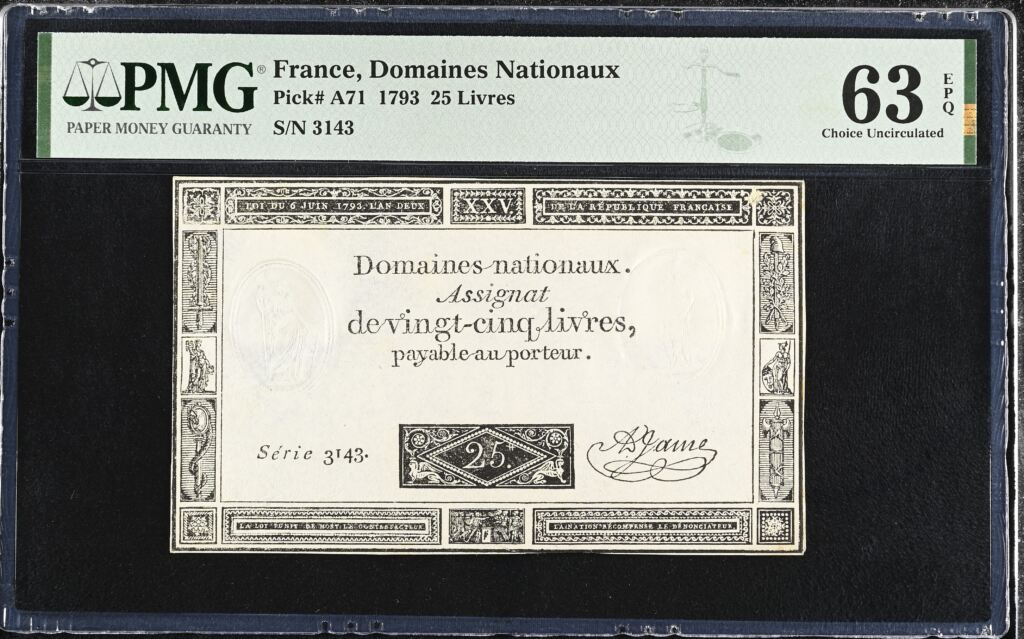 PMG®
PAPER MONEY GUARANTY
France, Domaines Nationaux
Pick# A71 1793 25 Livres
S/N 3143
63 EPQ
Choice Uncirculated
LOI DU 6 JUIN 1793. L'AN DEUX
XXV.
DE LA RÉPUBLIQUE FRANÇAISE
Domaines nationaux.
Assignat
de vingt-cinq livres,
payable au porteur.
Série 3143.
25.
A. Jame
LA LOI PUNIT DE MORT LE CONTREFACTEUR
LA NATION RÉCOMPENSE LE DÉNONCIATEUR